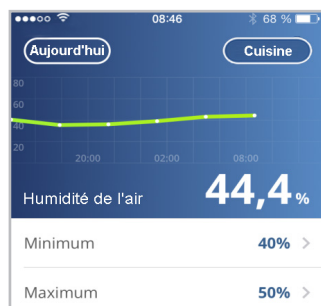 08:46 68 %
Aujourd'hui Cuisine
80
60
40
20
20:00 02:00 08:00
Humidité de l'air 44,4 %
Minimum 40%
Maximum 50%